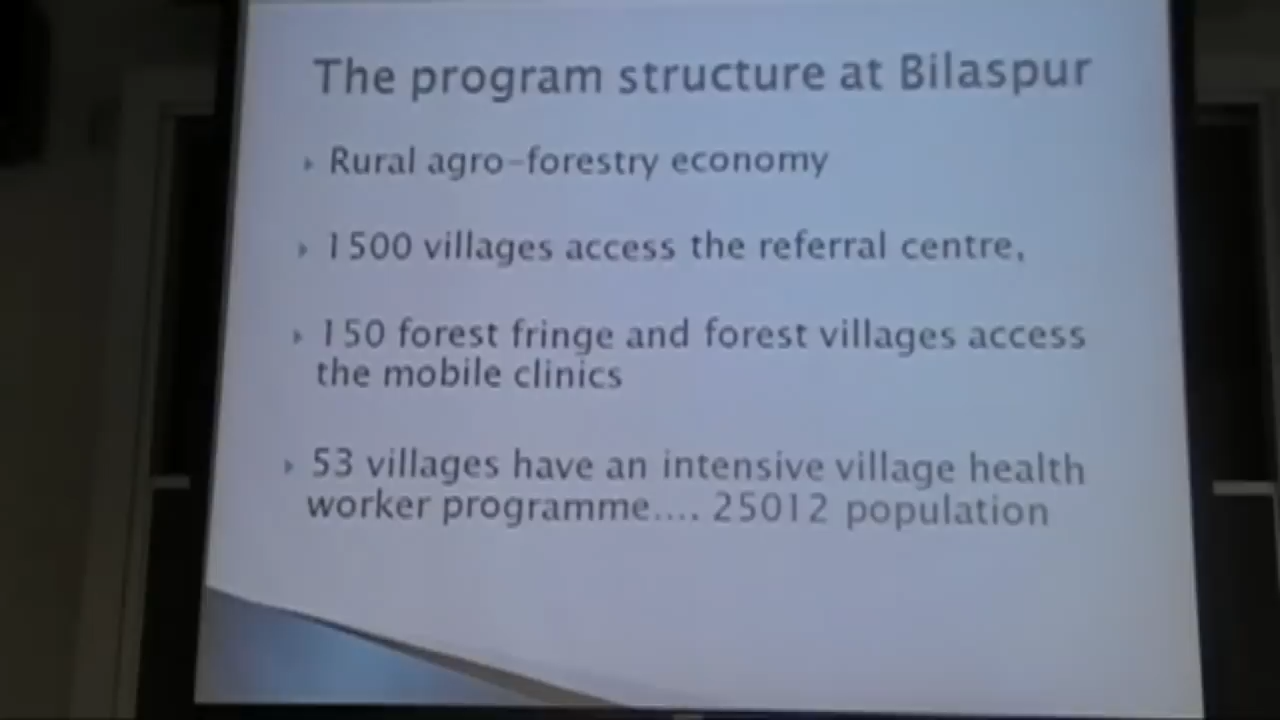 The program structure at Bilaspur
Rural agro-forestry economy
1500 villages access the referral centre,
150 forest fringe and forest villages access
the mobile clinics
53 villages have an intensive village health
worker programme.... 25012 population